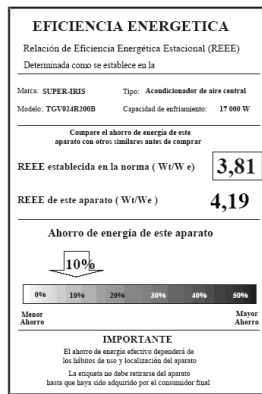 EFICIENCIA ENERGETICA
Relación de Eficiencia Energética Estacional (REEE)
Determinada como se establece en la
Marca: SUPER-IRIS Tipo: Acondicionador de aire central
Modelo: TGV024R200B Capacidad de enfriamiento: 17 000 W
Compare el ahorro de energía de este
aparato con otros similares antes de comprar
REEE establecida en la norma ( Wt/W e) 3,81
REEE de este aparato ( Wt/We ) 4,19
Ahorro de energía de este aparato
10%
0% 10% 20% 30% 40% 50%
Menor Mayor
Ahorro Ahorro
IMPORTANTE
El ahorro de energía efectivo dependerá de
los hábitos de uso y localización del aparato
La etiqueta no debe retirarse del aparato
hasta que haya sido adquirido por el consumidor final